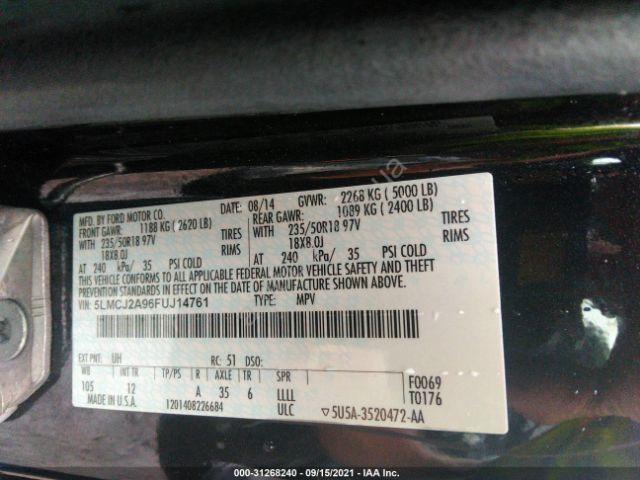 MFD. BY FORD MOTOR CO.
DATE: 08/14 GVWR: 2268 KG (5000 LB)
FRONT GAWR: 1188 KG (2620 LB) REAR GAWR: 1089 KG (2400 LB)
WITH 235/50R18 97V TIRES WITH 235/50R18 97V TIRES
18X8.0J RIMS 18X8.0J RIMS
AT 240 kPa/ 35 PSI COLD AT 240 kPa/ 35 PSI COLD
THIS VEHICLE CONFORMS TO ALL APPLICABLE FEDERAL MOTOR VEHICLE SAFETY AND THEFT
PREVENTION STANDARDS IN EFFECT ON THE DATE OF MANUFACTURE SHOWN ABOVE.
VIN: 5LMCJ2A96FUJ14761 TYPE: MPV
EXT PNT: UH RC: 51 DSO:
WB INT TR TP/PS R AXLE TR SPR F0069
105 12 A 35 6 LLLL T0176
MADE IN U.S.A. 1201408226684 ULC 5U5A-3520472-AA
000-31268240 - 09/15/2021 - IAA Inc.